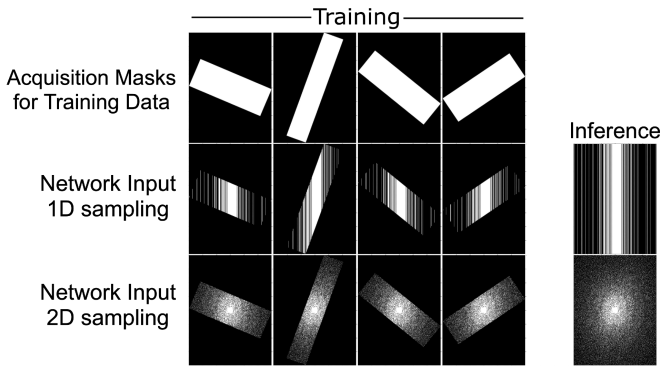 Training
Acquisition Masks
for Training Data
Inference
Network Input
1D sampling
Network Input
2D sampling